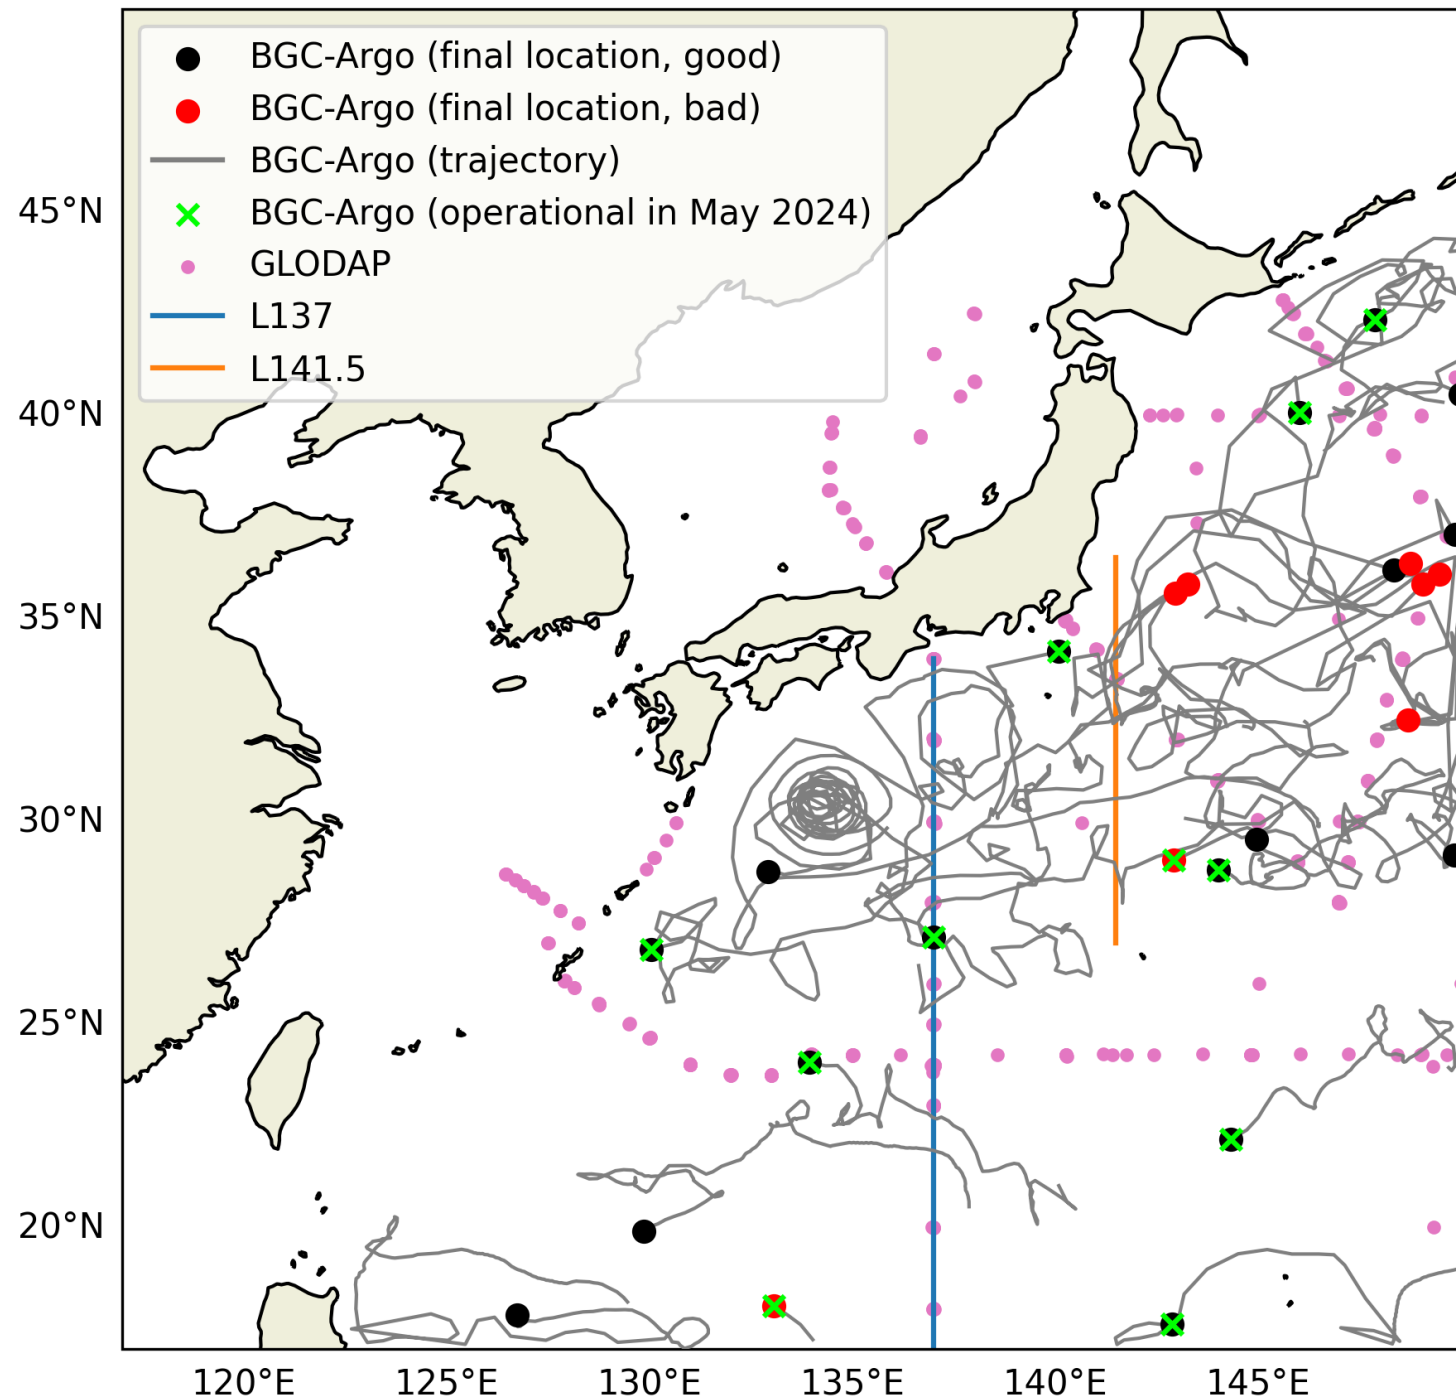 BGC-Argo (final location, good)
BGC-Argo (final location, bad)
BGC-Argo (trajectory)
BGC-Argo (operational in May 2024)
GLODAP
L137
L141.5
45°N
40°N
35°N
30°N
25°N
20°N
120°E 125°E 130°E 135°E 140°E 145°E